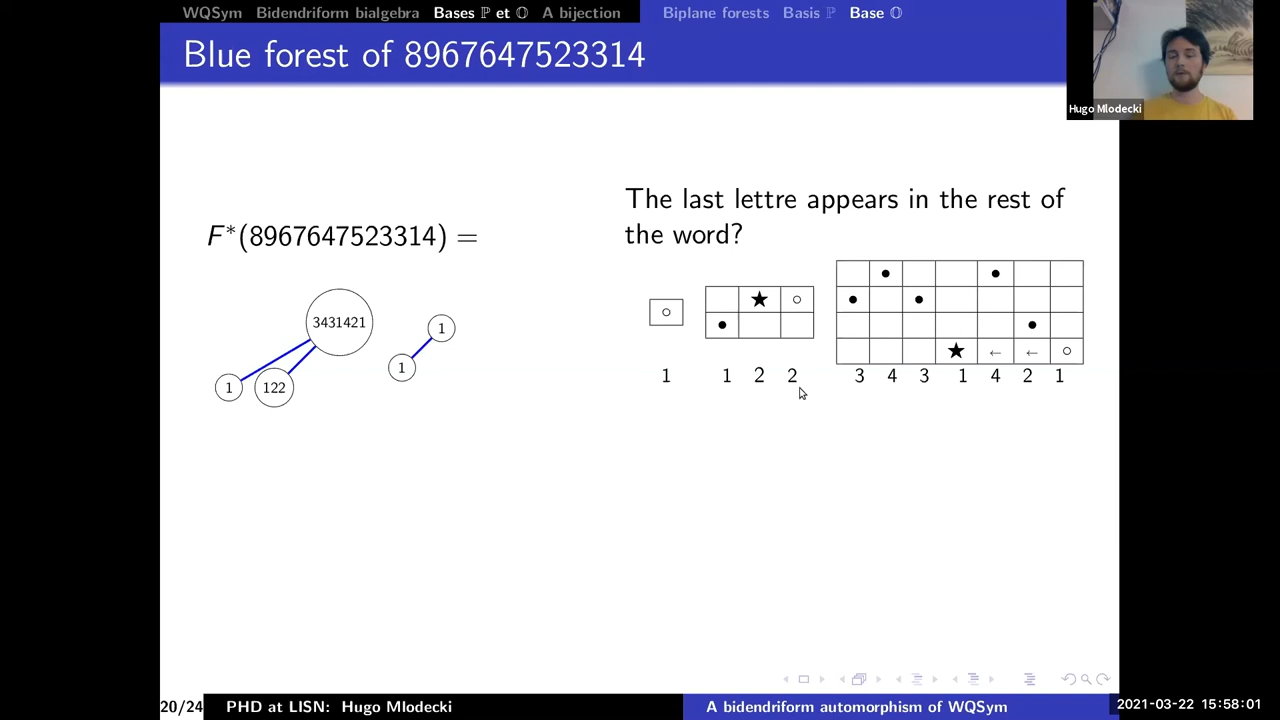 WQSym Bidendriform bialgebra Bases ℙ et 𝕆 A bijection Biplane forests Basis ℙ Base 𝕆
Blue forest of 8967647523314
Hugo Mlodecki
The last lettre appears in the rest of
the word?
F*(8967647523314) =
3431421
1
1
122
1
1 1 2 2 3 4 3 1 4 2 1
20/24 PHD at LISN: Hugo Mlodecki A bidendriform automorphism of WQSym 2021-03-22 15:58:01